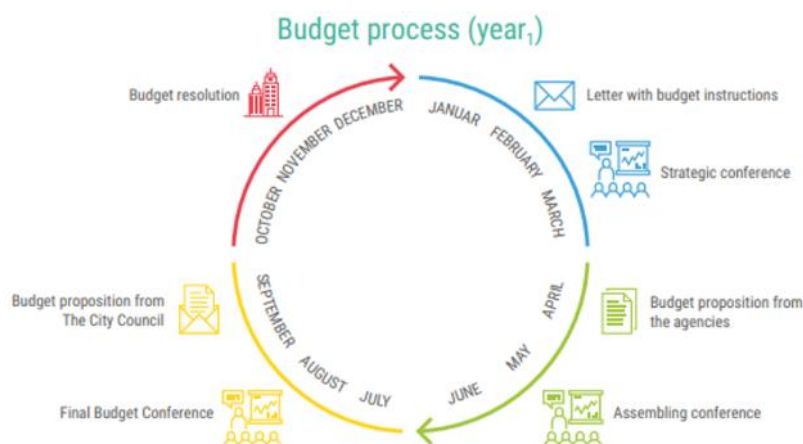 Budget process (year₁)
Budget resolution
Letter with budget instructions
Strategic conference
Budget proposition from
the agencies
Assembling conference
Final Budget Conference
Budget proposition from
The City Council
JANUAR
FEBRUARY
MARCH
APRIL
MAY
JUNE
JULY
AUGUST
SEPTEMBER
OCTOBER
NOVEMBER
DECEMBER